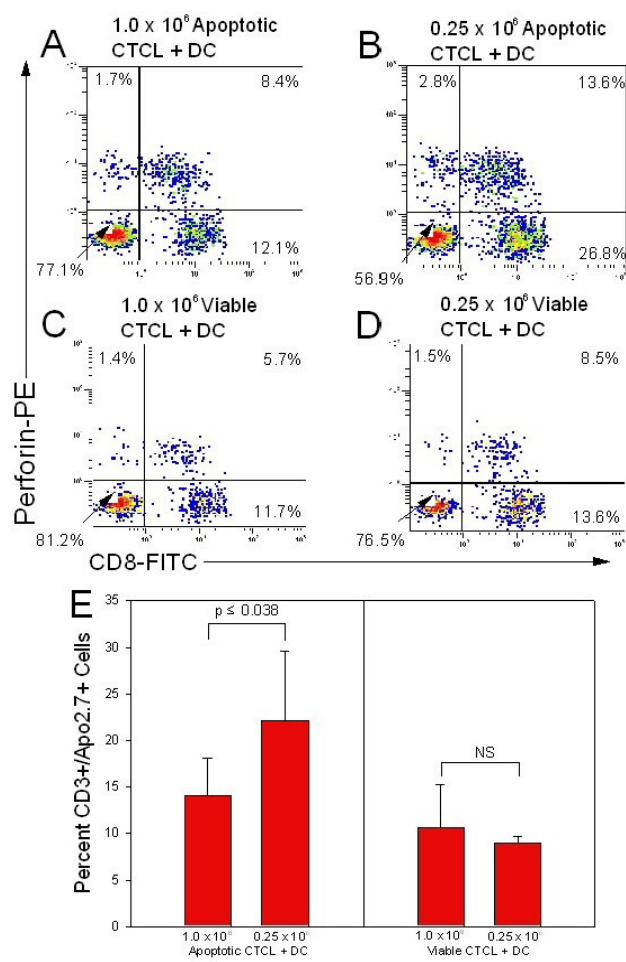 A
1.0 x 10⁶ Apoptotic
CTCL + DC
1.7%
8.4%
77.1%
12.1%
B
0.25 x 10⁶ Apoptotic
CTCL + DC
2.8%
13.6%
56.9%
26.8%
C
1.0 x 10⁶ Viable
CTCL + DC
1.4%
5.7%
81.2%
11.7%
D
0.25 x 10⁶ Viable
CTCL + DC
1.5%
8.5%
76.5%
13.6%
Perforin-PE
CD8-FITC
E
Percent CD3+/Apo2.7+ Cells
35
30
25
20
15
10
5
0
p ≤ 0.038
NS
1.0 x 10⁶ 0.25 x 10⁶
Apoptotic CTCL + DC
1.0 x 10⁶ 0.25 x 10⁶
Viable CTCL + DC